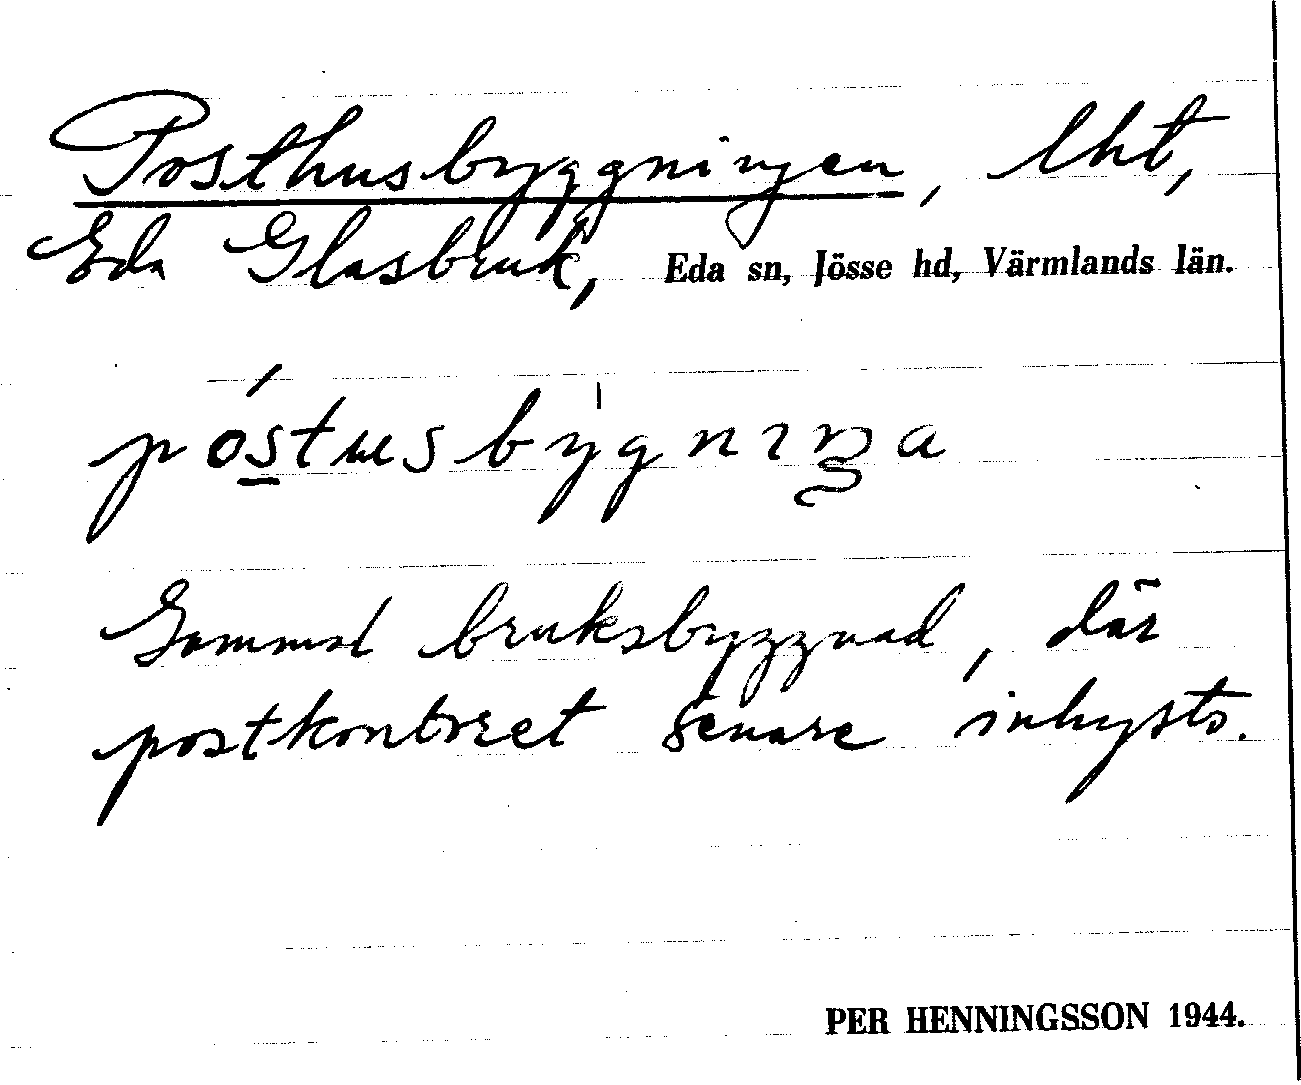 Posthusbyggningen, lht,
Eda Glasbruk, Eda sn, Jösse hd, Värmlands län.
póstusbygnıŋa
Gammal bruksbyggnad, där
postkontoret senare inhysts.
PER HENNINGSSON 1944.